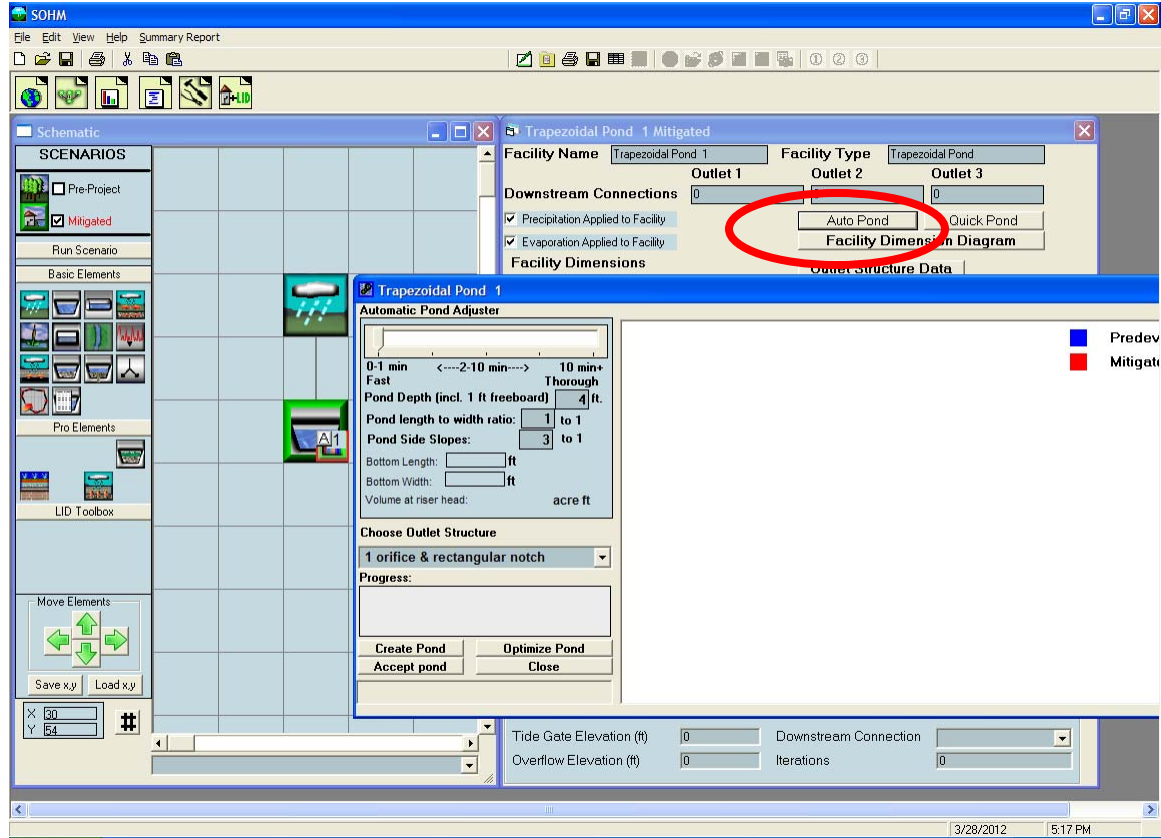 SOHM
File Edit View Help Summary Report
Schematic
SCENARIOS
Pre-Project
Mitigated
Run Scenario
Basic Elements
Pro Elements
LID Toolbox
Move Elements
Save x,y Load x,y
X 30
Y 54
#
+LID
A 1
Trapezoidal Pond 1 Mitigated
Facility Name Trapezoidal Pond 1 Facility Type Trapezoidal Pond
Outlet 1 Outlet 2 Outlet 3
Downstream Connections 0 0 0
Precipitation Applied to Facility Auto Pond Quick Pond
Evaporation Applied to Facility Facility Dimension Diagram
Facility Dimensions Outlet Structure Data
Trapezoidal Pond 1
Automatic Pond Adjuster
0-1 min <----2-10 min----> 10 min+
Fast Thorough
Pond Depth (incl. 1 ft freeboard) 4 ft.
Pond length to width ratio: 1 to 1
Pond Side Slopes: 3 to 1
Bottom Length: ft
Bottom Width: ft
Volume at riser head: acre ft
Choose Outlet Structure
1 orifice & rectangular notch
Progress:
Create Pond Optimize Pond
Accept pond Close
Predev
Mitigate
Tide Gate Elevation (ft) 0 Downstream Connection
Overflow Elevation (ft) 0 Iterations 0
3/28/2012 5:17 PM